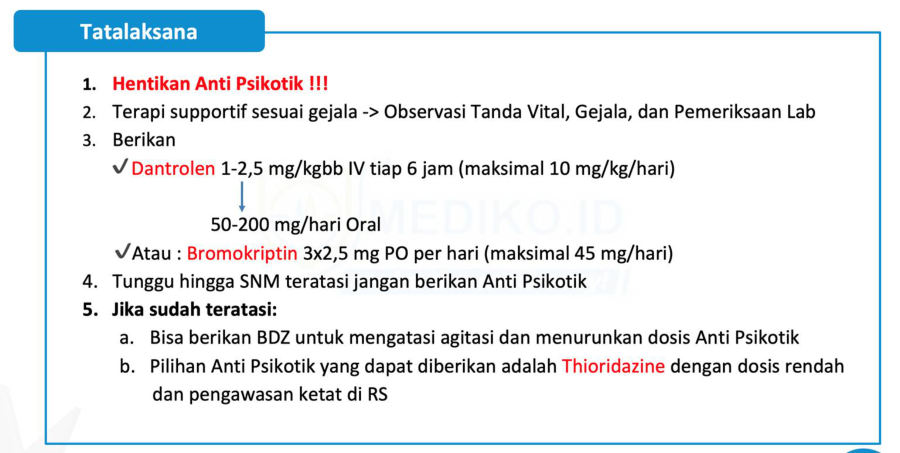 Tatalaksana
1. Hentikan Anti Psikotik !!!
2. Terapi supportif sesuai gejala -> Observasi Tanda Vital, Gejala, dan Pemeriksaan Lab
3. Berikan
✓Dantrolen 1-2,5 mg/kgbb IV tiap 6 jam (maksimal 10 mg/kg/hari)
50-200 mg/hari Oral
✓Atau : Bromokriptin 3x2,5 mg PO per hari (maksimal 45 mg/hari)
4. Tunggu hingga SNM teratasi jangan berikan Anti Psikotik
5. Jika sudah teratasi:
a. Bisa berikan BDZ untuk mengatasi agitasi dan menurunkan dosis Anti Psikotik
b. Pilihan Anti Psikotik yang dapat diberikan adalah Thioridazine dengan dosis rendah
dan pengawasan ketat di RS
MEDIKO.ID